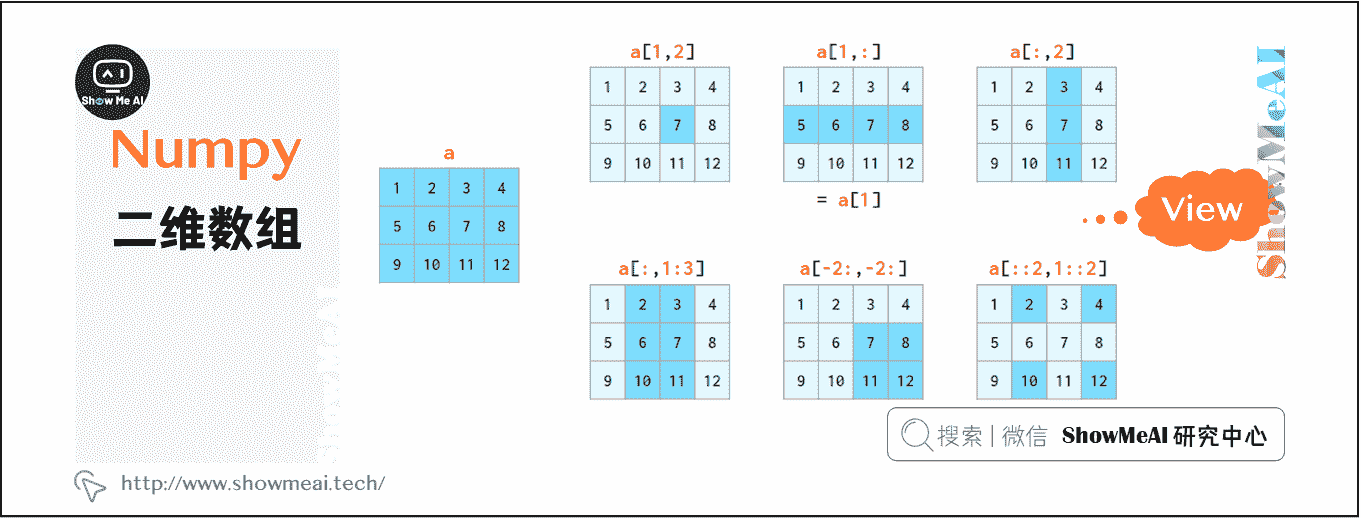 Show Me AI
Numpy
二维数组
a
1 2 3 4
5 6 7 8
9 10 11 12
a[1,2]
1 2 3 4
5 6 7 8
9 10 11 12
a[1,:]
1 2 3 4
5 6 7 8
9 10 11 12
= a[1]
a[:,2]
1 2 3 4
5 6 7 8
9 10 11 12
View
ShowMeAI
a[:,1:3]
1 2 3 4
5 6 7 8
9 10 11 12
a[-2:,-2:]
1 2 3 4
5 6 7 8
9 10 11 12
a[::2,1::2]
1 2 3 4
5 6 7 8
9 10 11 12
搜索 | 微信 ShowMeAI 研究中心
http://www.showmeai.tech/